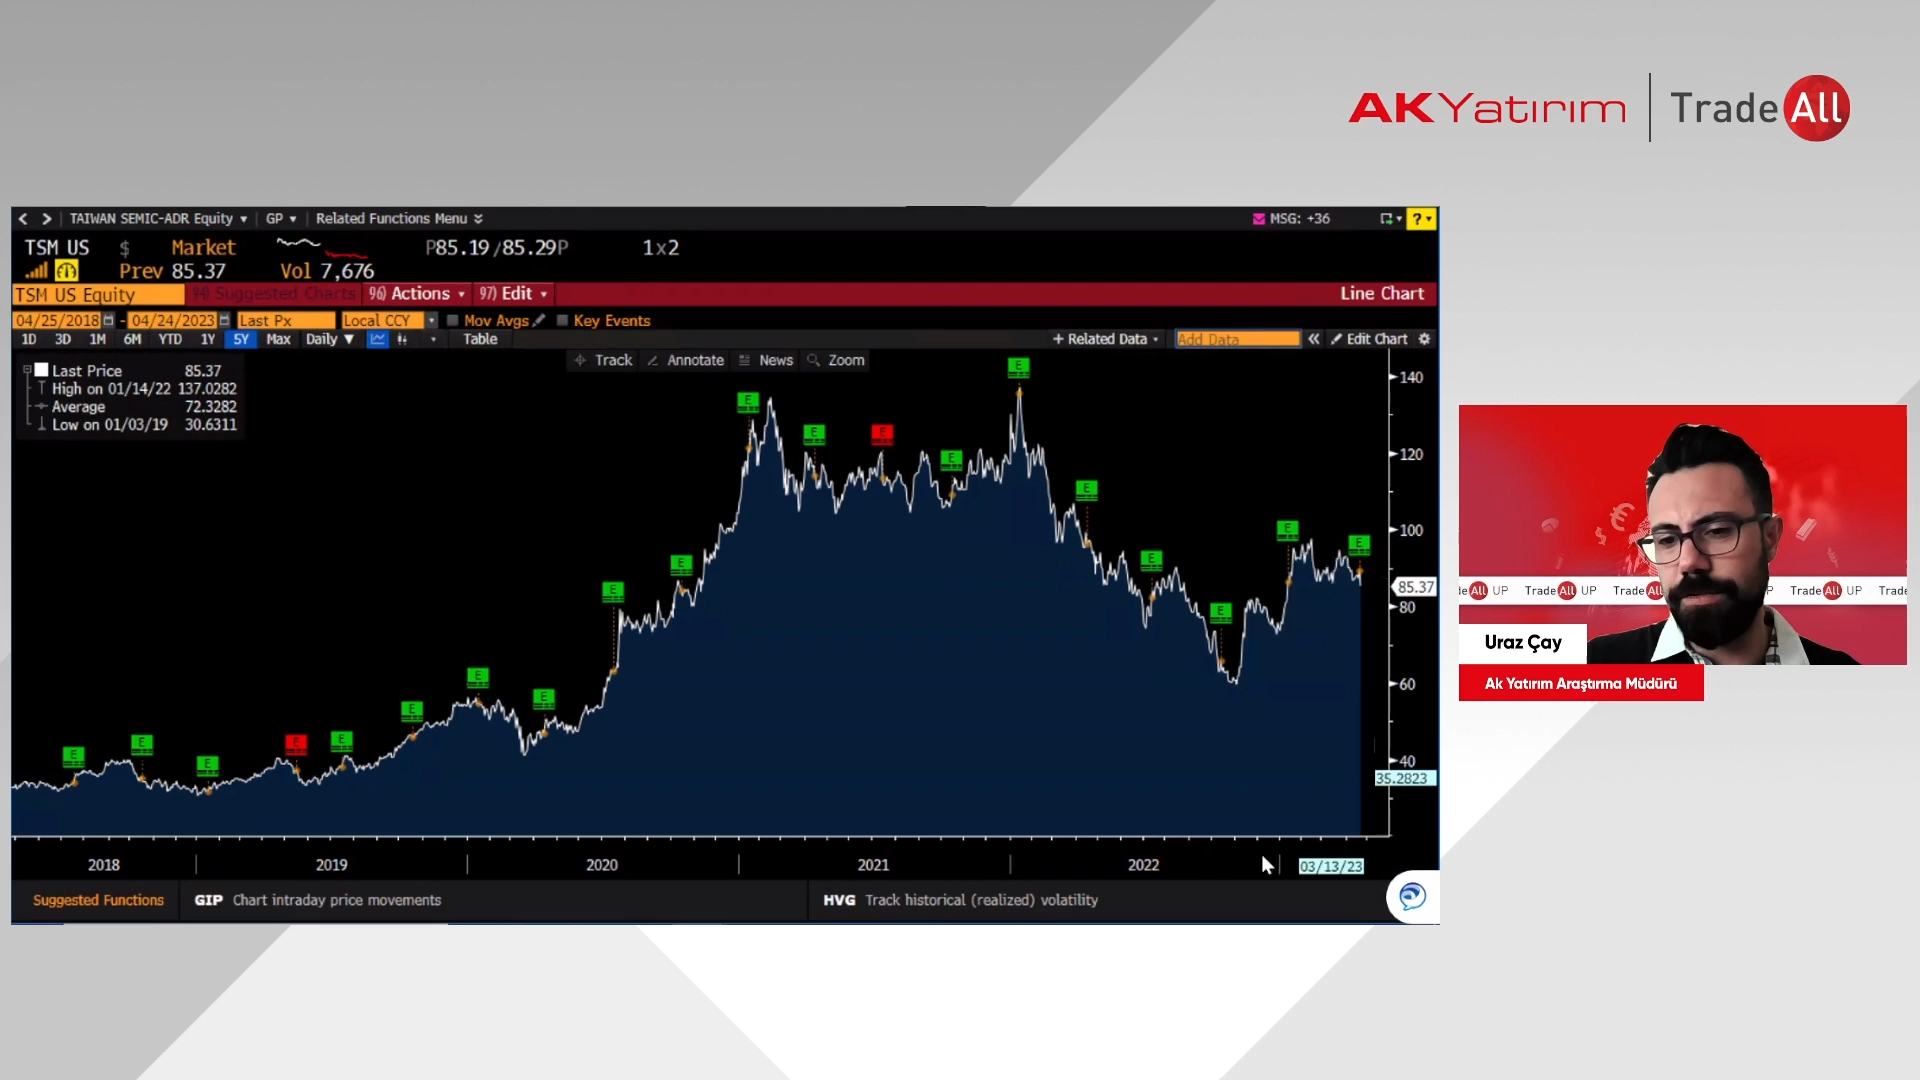 AKYatırım | TradeAll
TAIWAN SEMIC-ADR Equity GP Related Functions Menu MSG: +36 ?
TSM US $ Market P85.19/85.29P 1x2
Prev 85.37 Vol 7,676
TSM US Equity 94) Suggested Charts 96) Actions 97) Edit Line Chart
04/25/2018 - 04/24/2023 Last Px Local CCY Mov Avgs Key Events
1D 3D 1M 6M YTD 1Y 5Y Max Daily Table + Related Data Add Data Edit Chart
Track Annotate News Zoom
Last Price 85.37
High on 01/14/22 137.0282
Average 72.3282
Low on 01/03/19 30.6311
E E E E E E E E E E E E E E E E E E E E
140
120
100
85.37
80
60
40
35.2823
2018 2019 2020 2021 2022 03/13/23
Suggested Functions GIP Chart intraday price movements HVG Track historical (realized) volatility
All UP TradeAll UP TradeAll All UP
Uraz Çay
Ak Yatırım Araştırma Müdürü